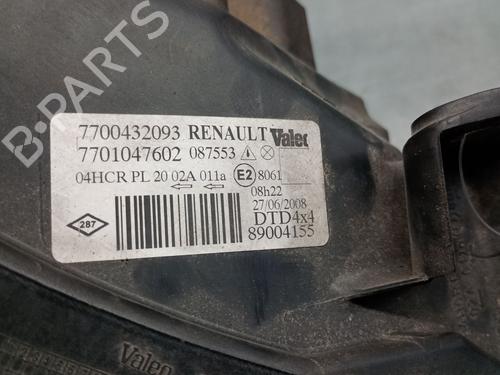 B-PARTS
7700432093 RENAULT Valeo
7701047602 087553
04HCR PL 20 02A 011a E2 8061
08h22
27/06/2008
287
DTD4x4
89004155
Valeo